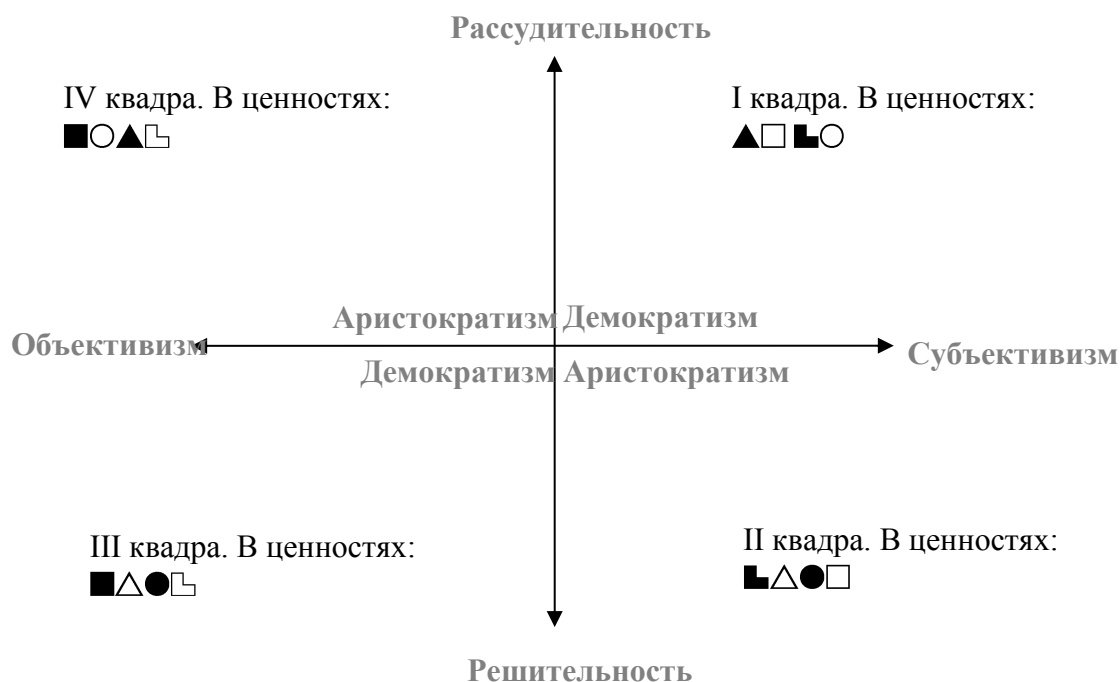 Рассудительность
IV квадра. В ценностях:
■○▲
I квадра. В ценностях:
▲□ ○
Аристократизм Демократизм
Объективизм
Субъективизм
Демократизм Аристократизм
III квадра. В ценностях:
■△●
II квадра. В ценностях:
△●□
Решительность